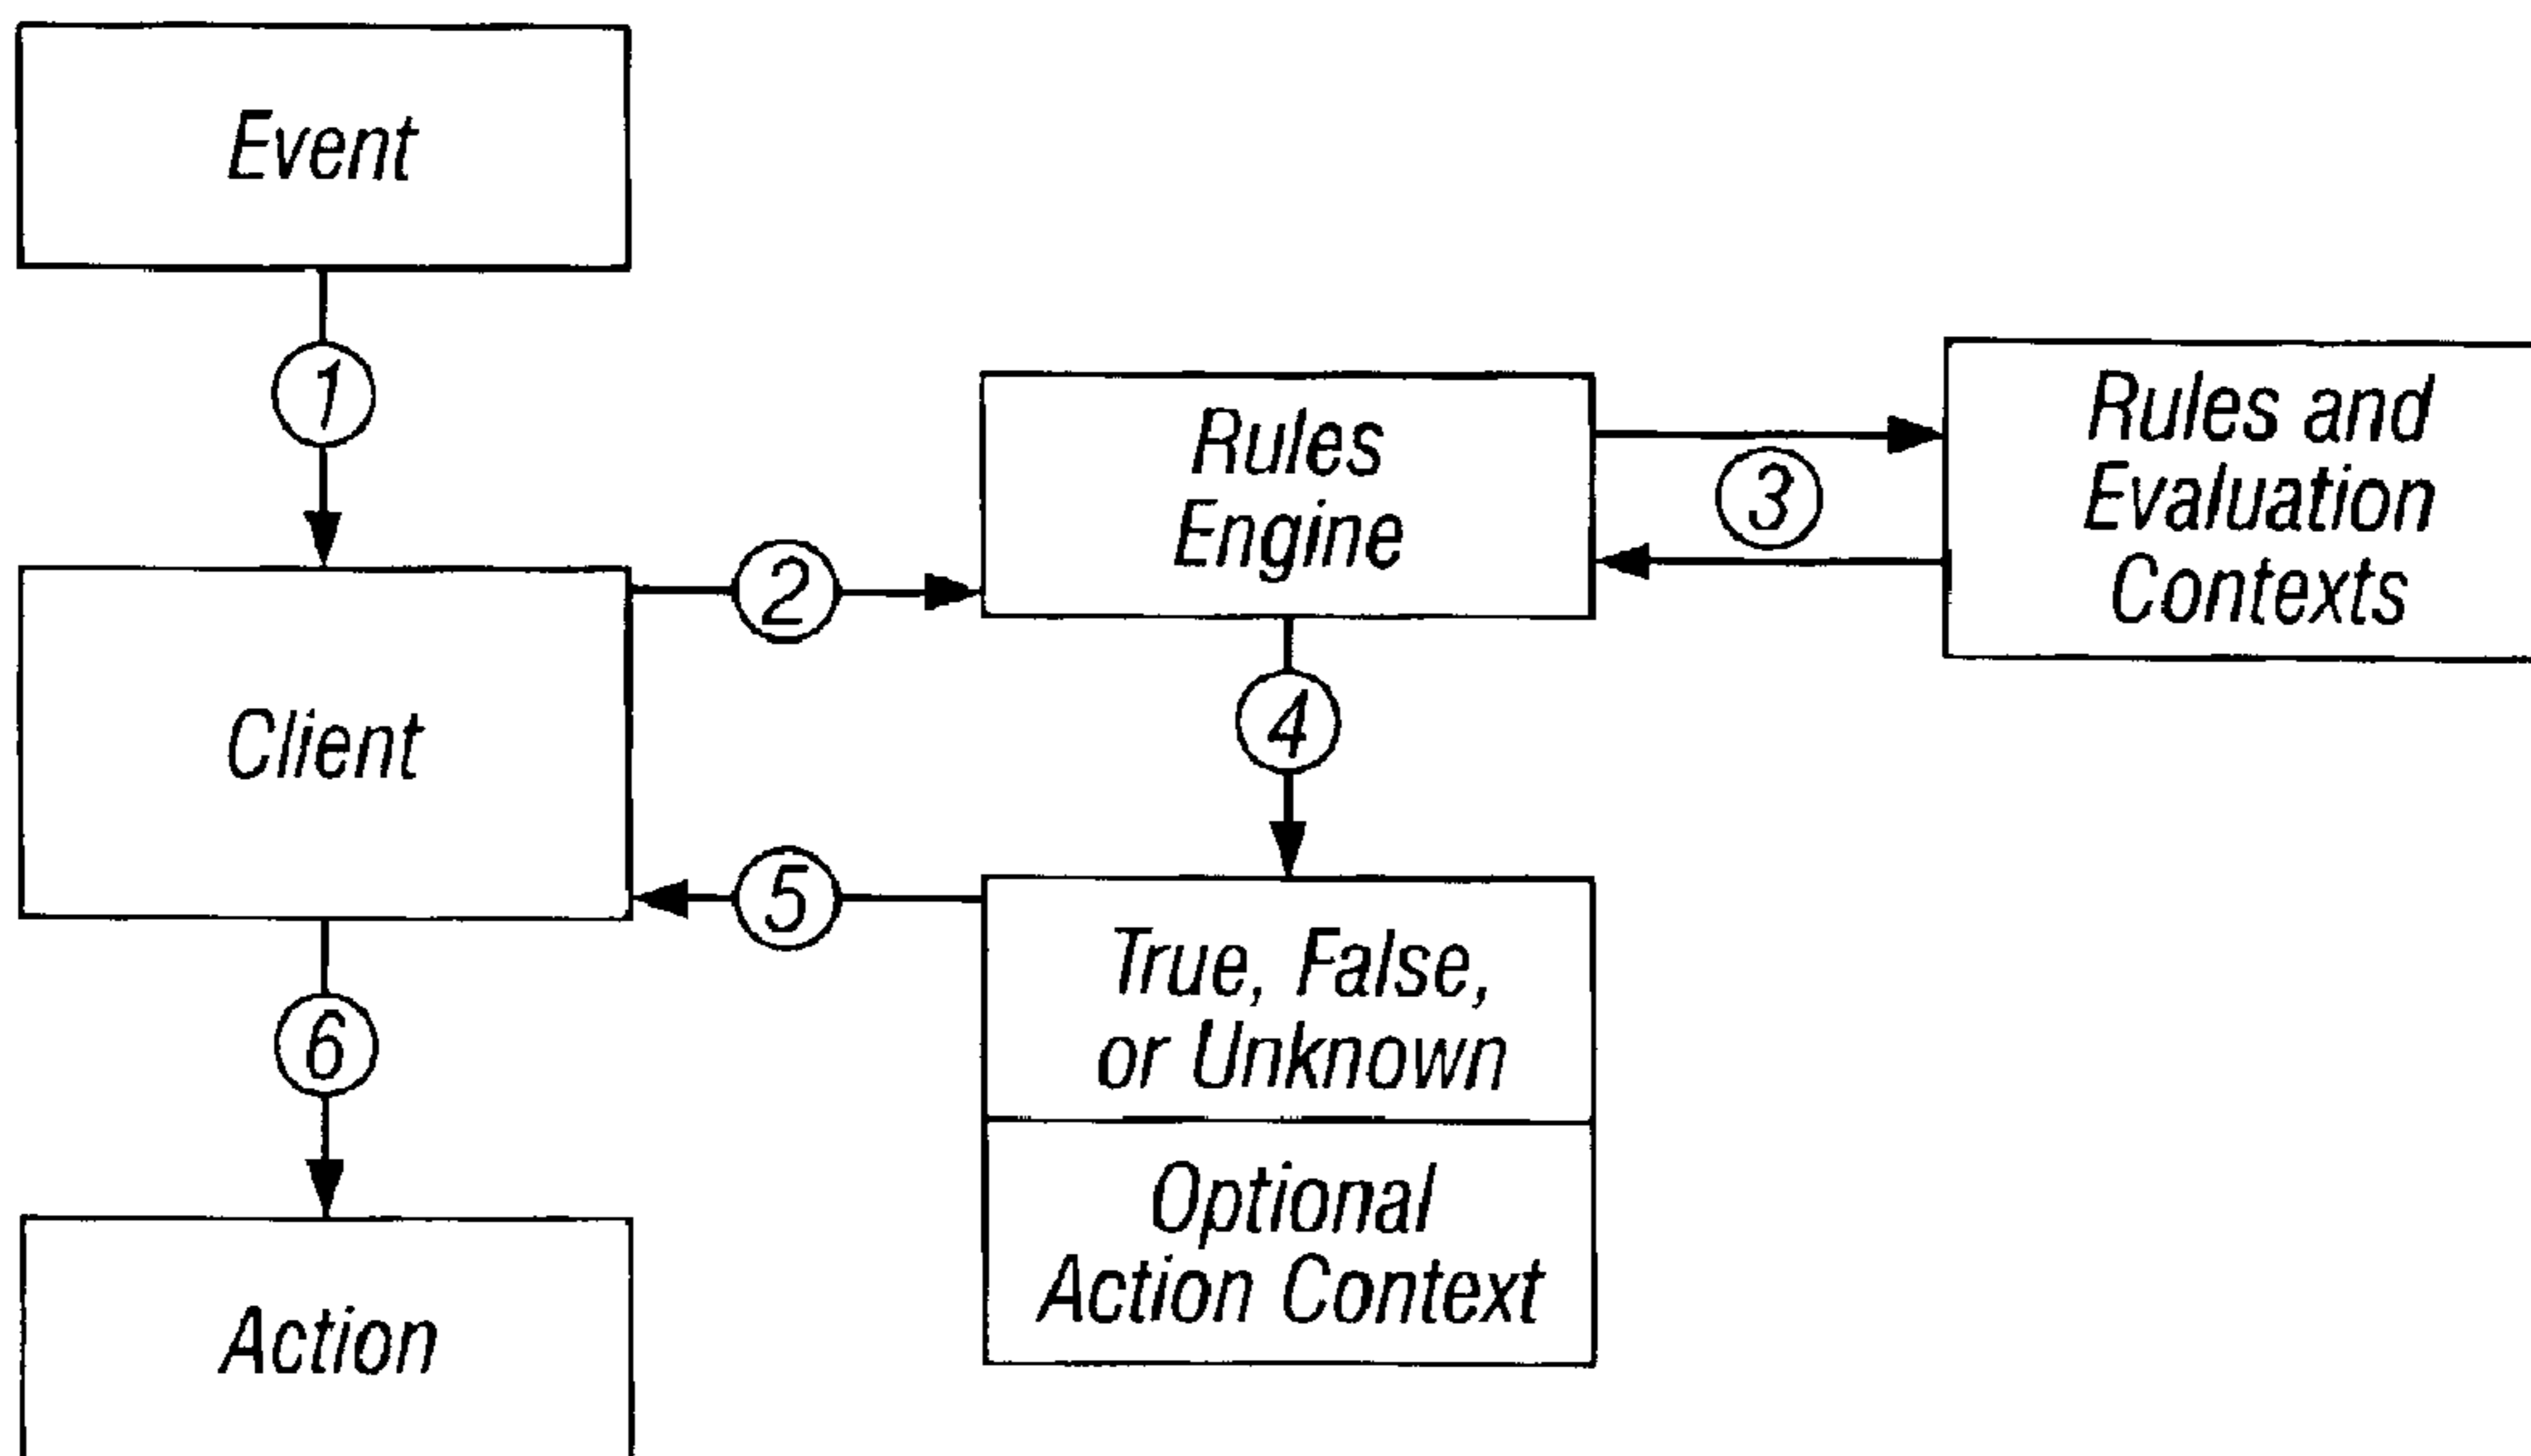 Event
1
Rules
Engine
Rules and
Evaluation
Contexts
3
2
Client
4
5
True, False,
or Unknown
6
Optional
Action Context
Action